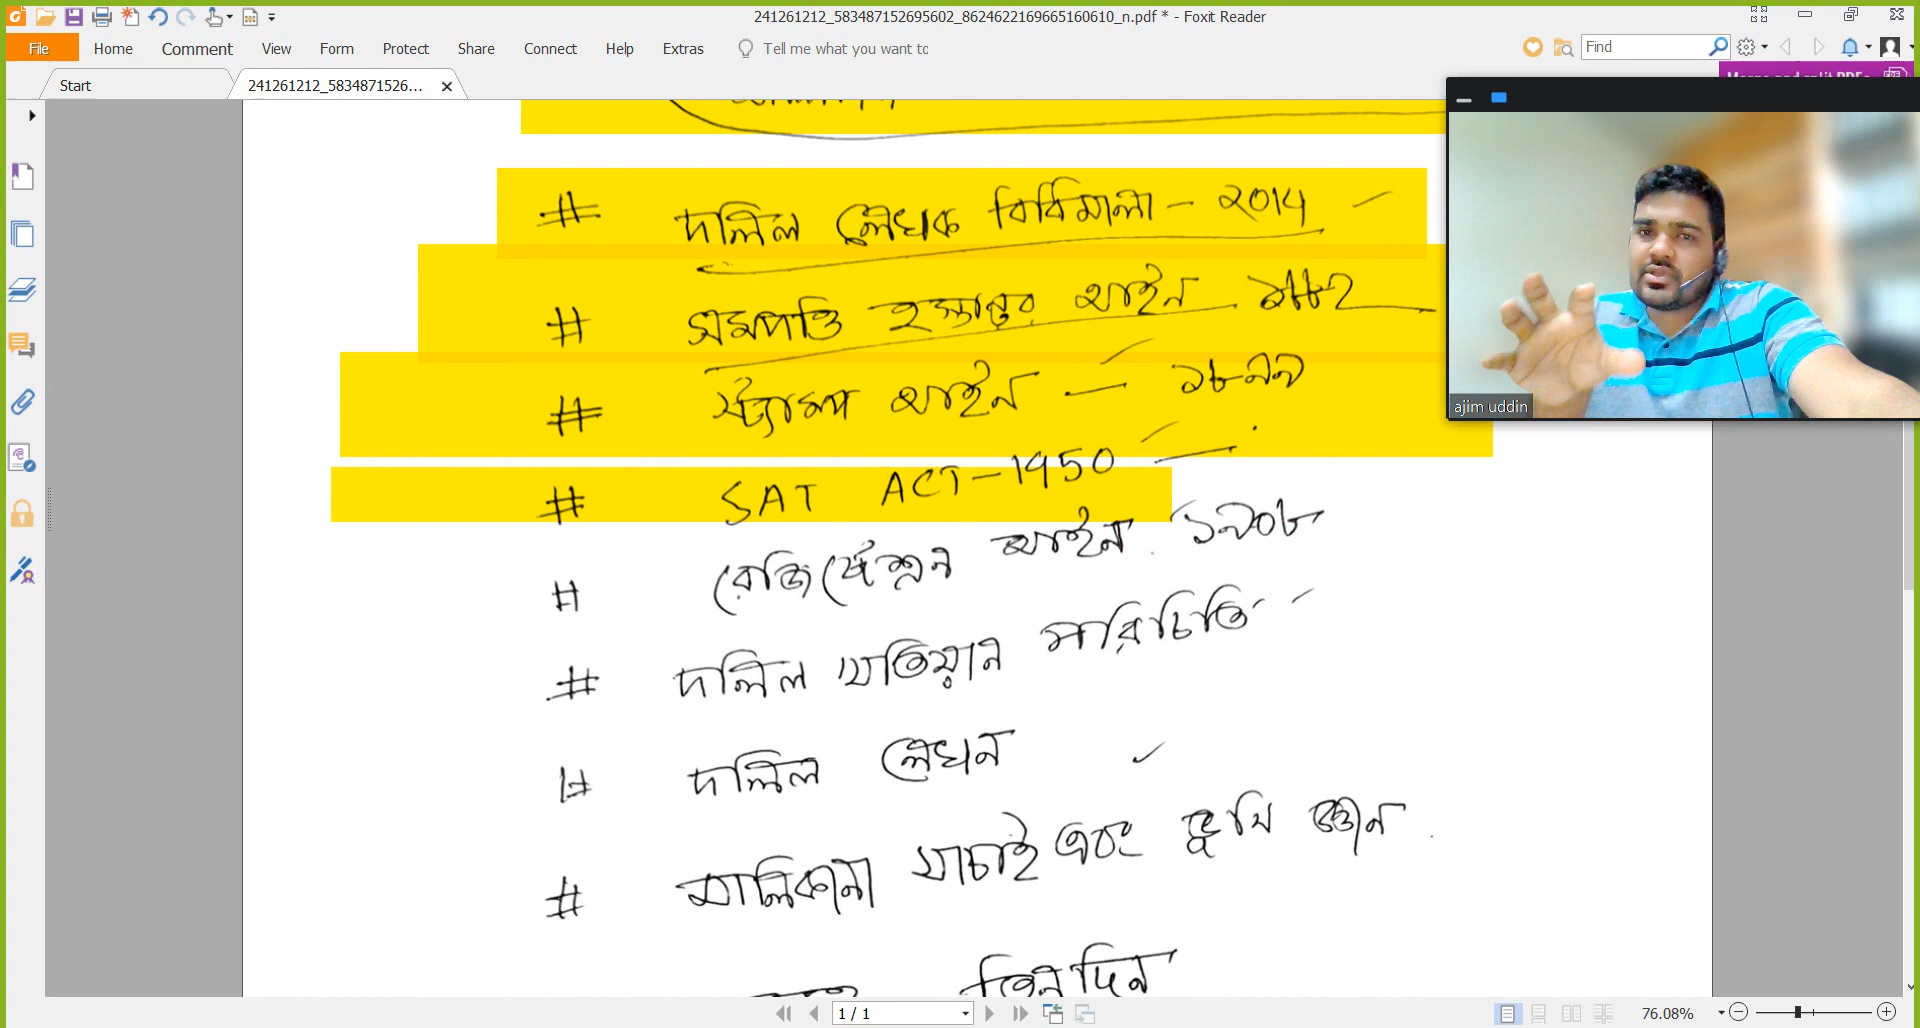 241261212_583487152695602_8624622169665160610_n.pdf * - Foxit Reader
File Home Comment View Form Protect Share Connect Help Extras Tell me what you want to Find
Start 241261212_5834871526...
# দলিল লেখক বিধিমালা - ২০১৪
# সম্পত্তি হস্তান্তর আইন - ১৮৮২
# স্ট্যাম্প আইন - ১৮৯৯
# SAT ACT - 1950
# রেজিস্ট্রেশন আইন ১৯০৮
# দলিল খতিয়ান পরিচিতি
# দলিল লেখন
# মালিকানা যাচাই এবং ভূমি জ্ঞান
তিন দিন
ajim uddin
1 / 1 76.08%